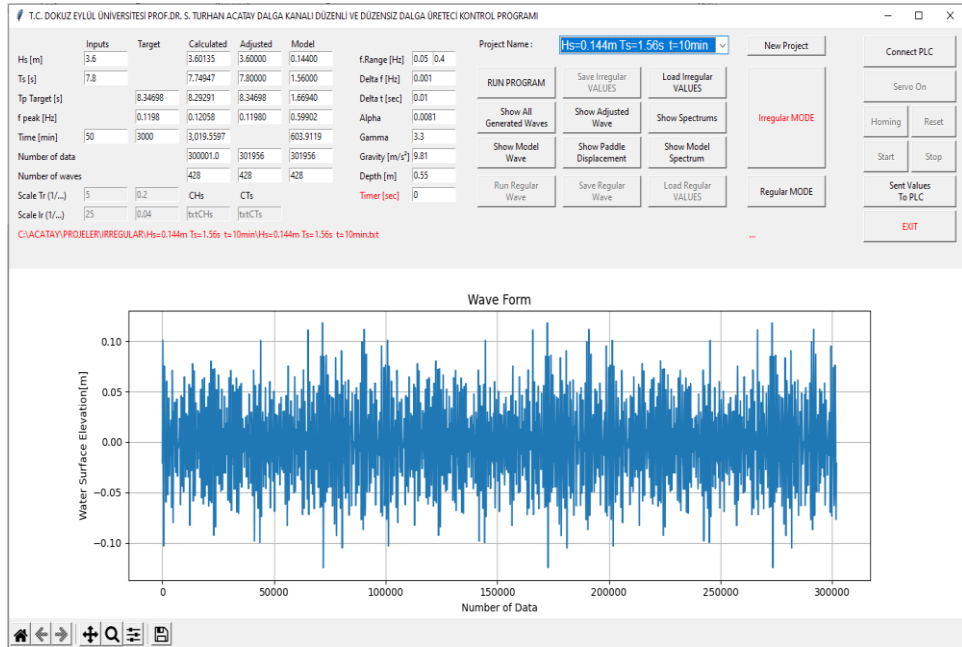 T.C. DOKUZ EYLÜL ÜNİVERSİTESİ PROF.DR. S. TURHAN ACATAY DALGA KANALI DÜZENLİ VE DÜZENSİZ DALGA ÜRETECİ KONTROL PROGRAMI
Inputs Target Calculated Adjusted Model
Hs [m] 3.6 3.60135 3.60000 0.14400
Ts [s] 7.8 7.74947 7.80000 1.56000
Tp Target [s] 8.34698 8.29291 8.34698 1.66940
f peak [Hz] 0.1198 0.12058 0.11980 0.59902
Time [min] 50 3000 3,019.5597 603.9119
Number of data 300001.0 301956 301956
Number of waves 428 428 428
Scale Tr (1/...) 5 0.2 CHs CTs
Scale lr (1/...) 25 0.04 txtCHs txtCTs
f.Range [Hz] 0.05 0.4
Delta f [Hz] 0.001
Delta t [sec] 0.01
Alpha 0.0081
Gamma 3.3
Gravity [m/s²] 9.81
Depth [m] 0.55
Timer [sec] 0
Project Name : Hs=0.144m Ts=1.56s t=10min New Project
RUN PROGRAM
Save Irregular
VALUES
Load Irregular
VALUES
Show All
Generated Waves
Show Adjusted
Wave
Show Spectrums
Show Model
Wave
Show Paddle
Displacement
Show Model
Spectrum
Run Regular
Wave
Save Regular
Wave
Load Regular
VALUES
Irregular MODE
Regular MODE
Connect PLC
Servo On
Homing Reset
Start Stop
Sent Values
To PLC
EXIT
C:\ACATAY\PROJELER\IRREGULAR\Hs=0.144m Ts=1.56s t=10min\Hs=0.144m Ts=1.56s t=10min.txt
...
Wave Form
Water Surface Elevation[m]
0.10
0.05
0.00
−0.05
−0.10
0 50000 100000 150000 200000 250000 300000
Number of Data